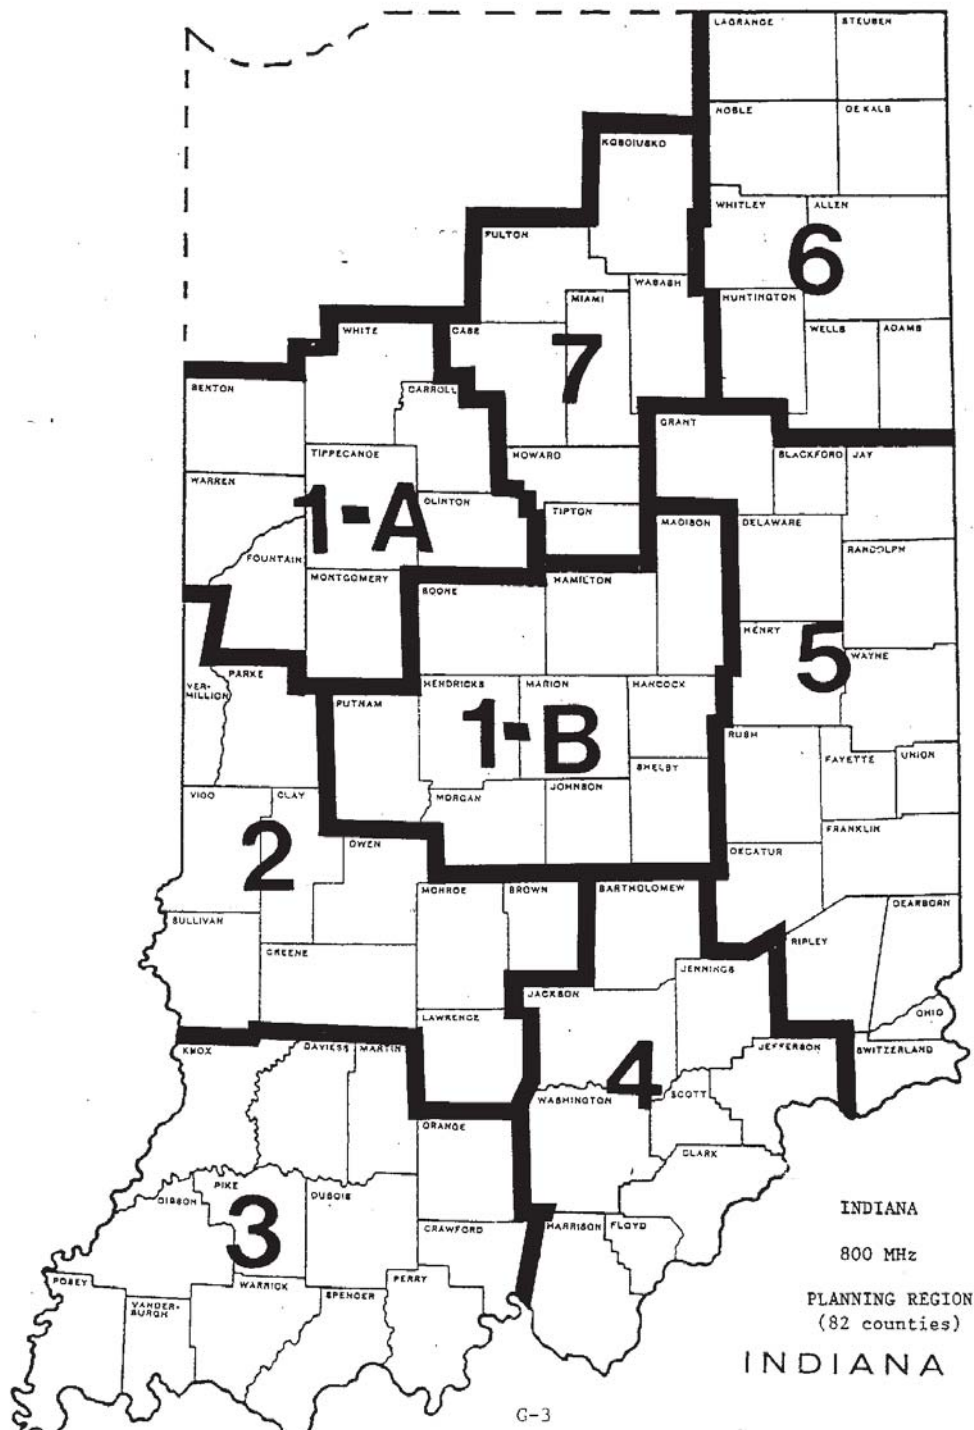 LAGRANGE
STEUBEN
NOBLE
DEKALB
KOSCIUSKO
WHITLEY
ALLEN
6
FULTON
WABASH
MIAMI
HUNTINGTON
WHITE
CASS
WELLS
ADAMS
7
BENTON
CARROLL
GRANT
TIPPECANOE
HOWARD
BLACKFORD
JAY
WARREN
CLINTON
1-A
TIPTON
MADISON
DELAWARE
RANDOLPH
FOUNTAIN
MONTGOMERY
BOONE
HAMILTON
HENRY
5
WAYNE
PARKE
VER-
MILLION
HENDRICKS
MARION
HANCOCK
PUTNAM
1-B
RUSH
FAYETTE
UNION
SHELBY
VIGO
CLAY
MORGAN
JOHNSON
FRANKLIN
2
OWEN
DECATUR
MONROE
BROWN
BARTHOLOMEW
DEARBORN
SULLIVAN
RIPLEY
GREENE
JENNINGS
JACKSON
OHIO
LAWRENCE
KNOX
DAVIESS
MARTIN
JEFFERSON
SWITZERLAND
4
WASHINGTON
SCOTT
ORANGE
CLARK
PIKE
DUBOIS
GIBSON
3
CRAWFORD
HARRISON
FLOYD
POSEY
WARRICK
PERRY
SPENCER
VANDER-
BURGH
INDIANA
800 MHz
PLANNING REGION
(82 counties)
INDIANA
G-3